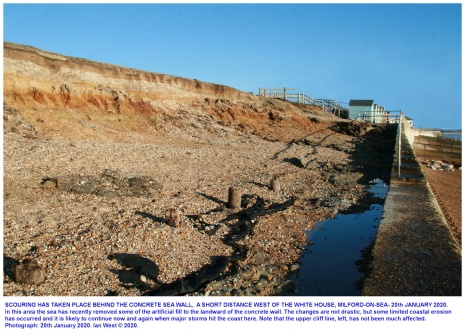 SCOURING HAS TAKEN PLACE BEHIND THE CONCRETE SEA WALL, A SHORT DISTANCE WEST OF THE WHITE HOUSE, MILFORD-ON-SEA- 20th JANUARY 2020.
In this area the sea has recently removed some of the artificial fill to the landward of the concrete wall. The changes are not drastic, but some limited coastal erosion
has occurred and it is likely to continue now and again when major storms hit the coast here. Note that the upper cliff line, left, has not been much affected.
Photograph: 20th January 2020. Ian West © 2020.